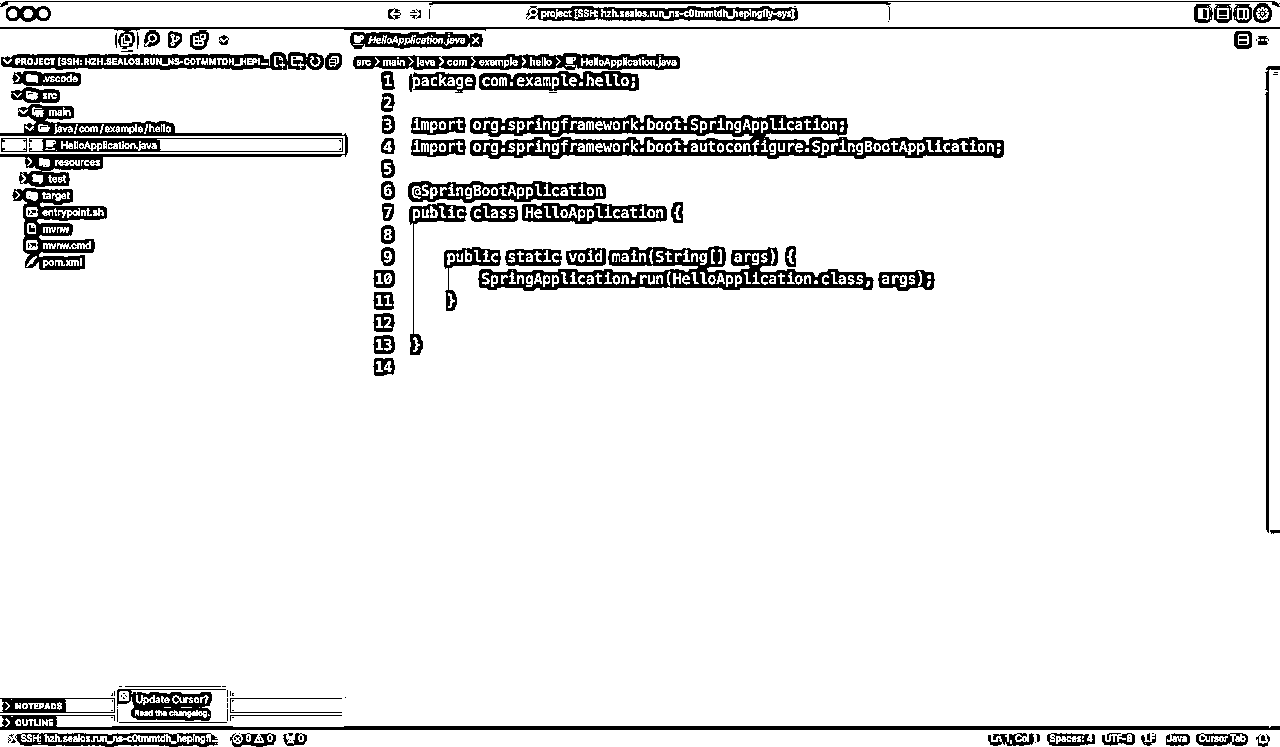 project [SSH: hzh.sealos.run_ns-c0tmmtdh_hepingfly-sys]
HelloApplication.java
PROJECT [SSH: HZH.SEALOS.RUN_NS-C0TMMTDH_HEPI...
src > main > java > com > example > hello > HelloApplication.java
.vscode
src
main
java/com/example/hello
HelloApplication.java
resources
test
target
entrypoint.sh
mvnw
mvnw.cmd
pom.xml
1 package com.example.hello;
2
3 import org.springframework.boot.SpringApplication;
4 import org.springframework.boot.autoconfigure.SpringBootApplication;
5
6 @SpringBootApplication
7 public class HelloApplication {
8
9 public static void main(String[] args) {
10 SpringApplication.run(HelloApplication.class, args);
11 }
12
13 }
14
NOTEPADS
OUTLINE
Update Cursor?
Read the changelog.
SSH: hzh.sealos.run_ns-c0tmmtdh_hepingfl... 0 0 0
Ln 1, Col 1 Spaces: 4 UTF-8 LF Java Cursor Tab